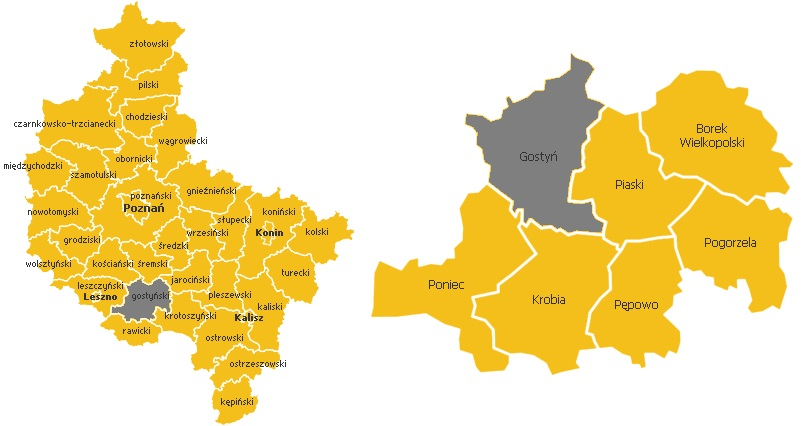 złotowski
pilski
chodzieski
czarnkowsko-trzcianecki
wągrowiecki
obornicki
międzychodzki
szamotulski
gnieźnieński
poznański
Poznań
nowotomyski
koniński
słupecki
kolski
Konin
wrzesiński
grodziski
średzki
wolsztyński
kościański
śremski
turecki
jarociński
leszczyński
Leszno
gostyński
pleszewski
kaliski
krotoszyński
Kalisz
rawicki
ostrowski
ostrzeszowski
kępiński
Borek
Wielkopolski
Gostyń
Piaski
Pogorzela
Poniec
Krobia
Pępowo